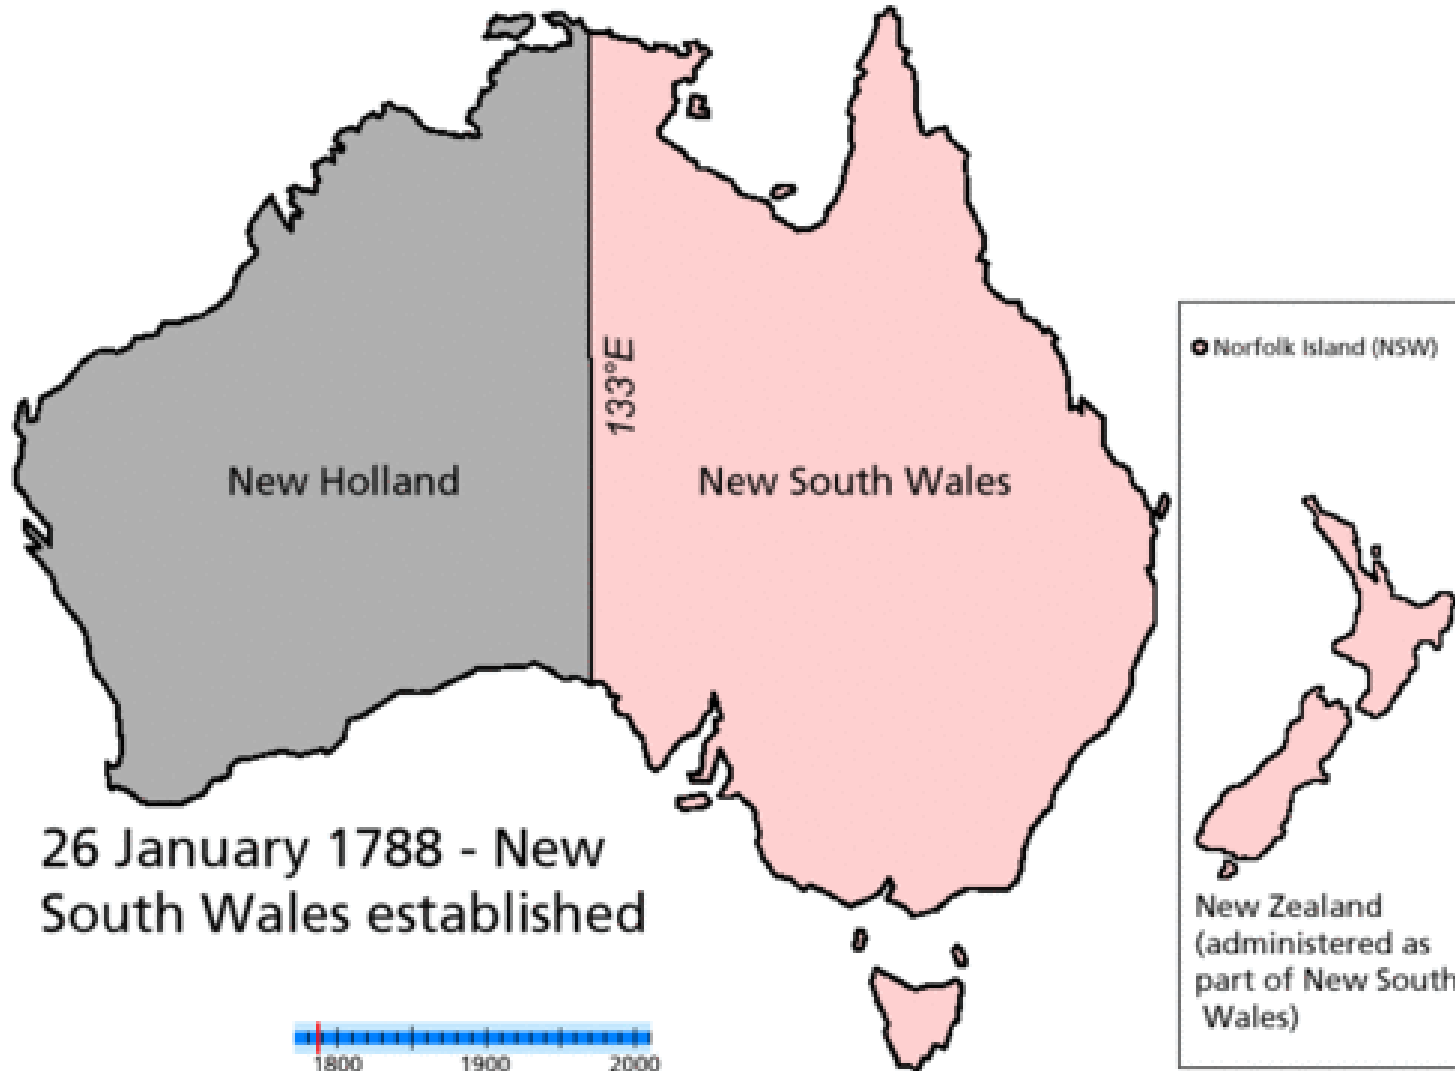 133°E
New Holland
New South Wales
Norfolk Island (NSW)
26 January 1788 - New
South Wales established
New Zealand
(administered as
part of New South
Wales)
1800 1900 2000